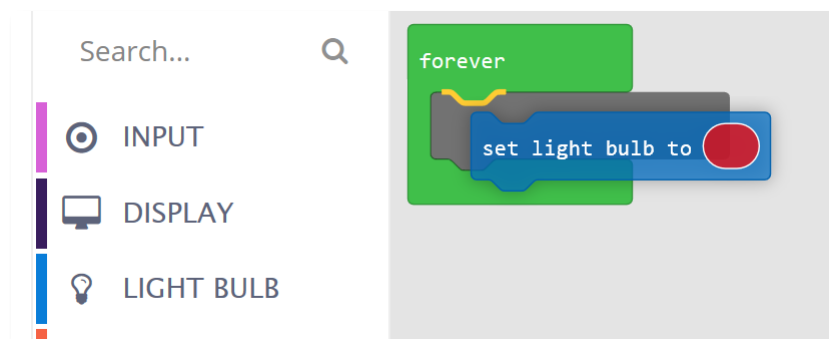 Search...
INPUT
DISPLAY
LIGHT BULB
forever
set light bulb to